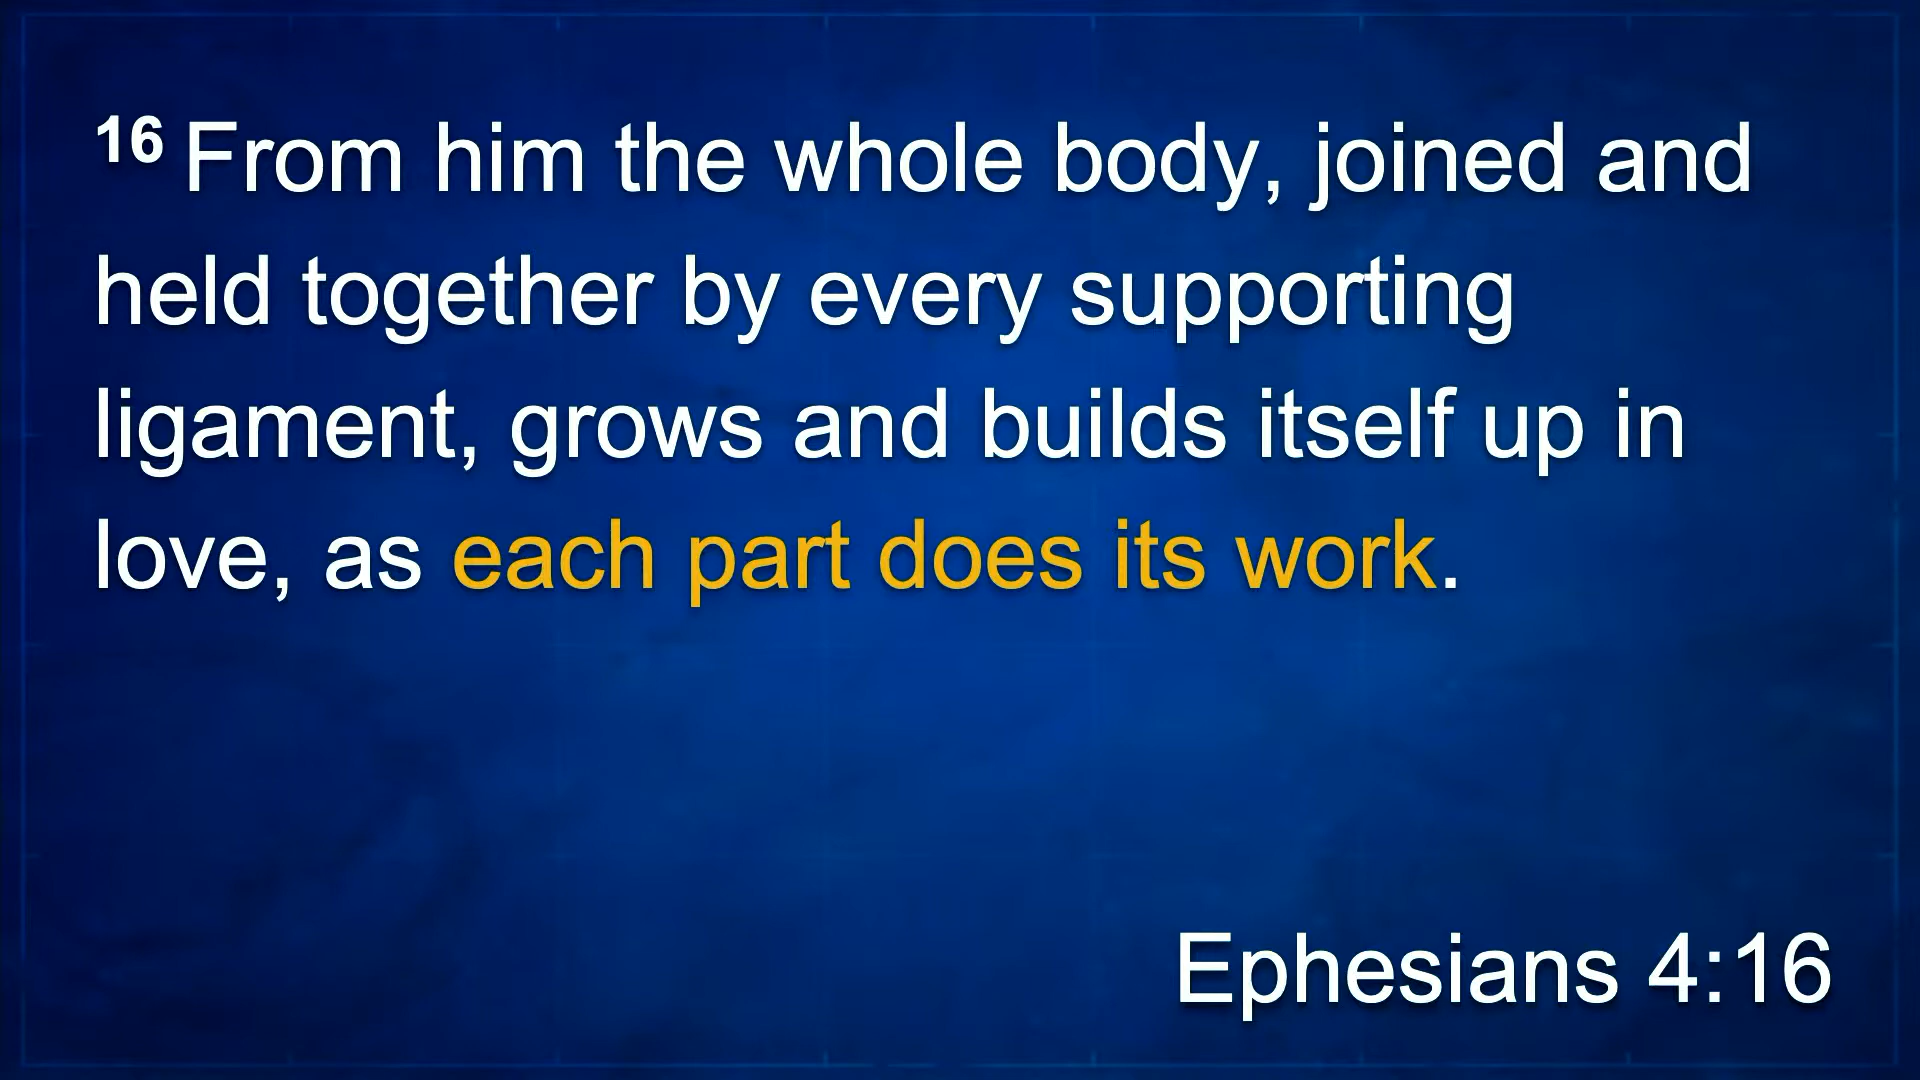 16 From him the whole body, joined and
held together by every supporting
ligament, grows and builds itself up in
love, as each part does its work.
Ephesians 4:16